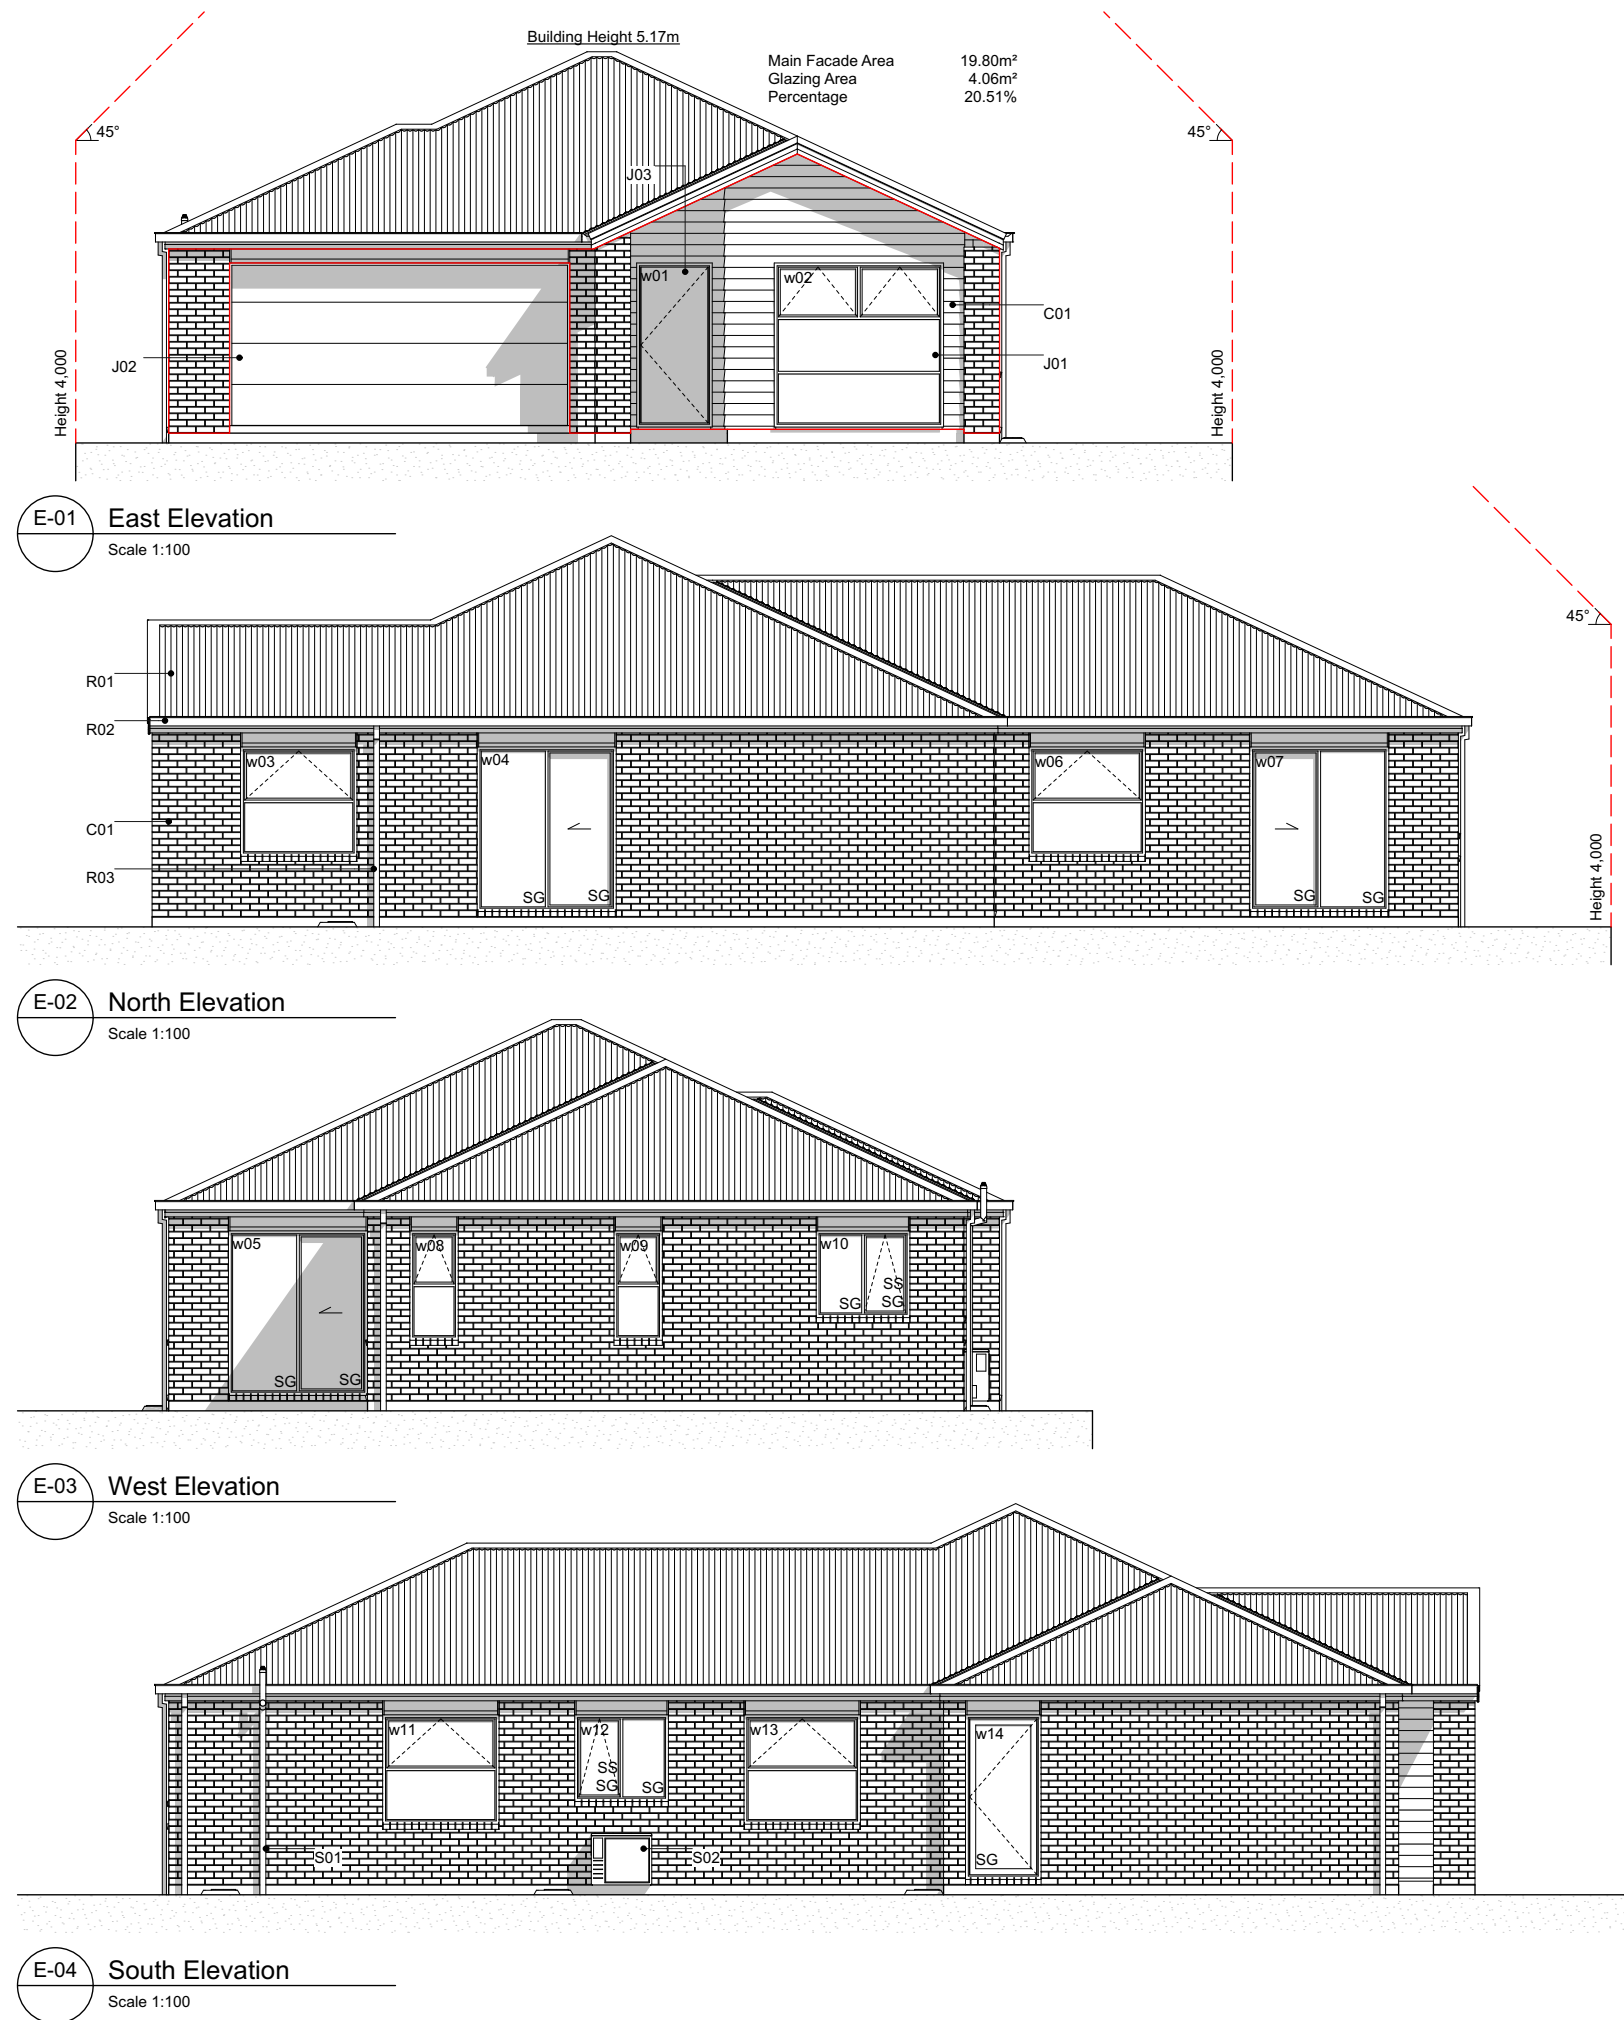 Building Height 5.17m
Main Facade Area 19.80m²
Glazing Area 4.06m²
Percentage 20.51%
45°
45°
J03
w01
w02
C01
J02
J01
Height 4,000
Height 4,000
E-01 East Elevation
Scale 1:100
45°
R01
R02
w03
w04
w06
w07
C01
R03
SG
SG
SG
SG
Height 4,000
E-02 North Elevation
Scale 1:100
w05
w08
w09
w10
SS
SG
SG
SG
SG
E-03 West Elevation
Scale 1:100
w11
w12
w13
w14
SS
SG
SG
S01
S02
SG
E-04 South Elevation
Scale 1:100